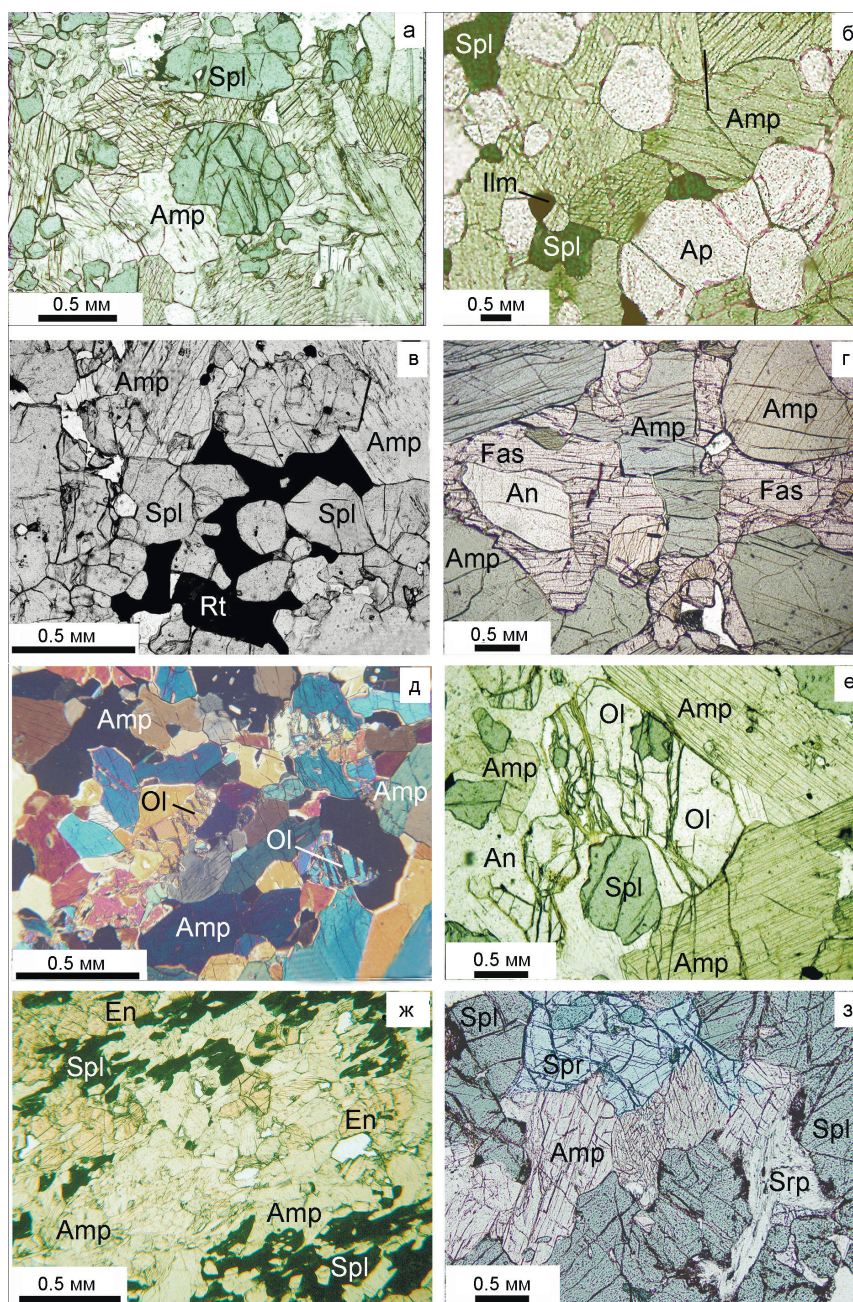 а
Spl
Amp
0.5 мм
б
Spl
Amp
Ilm
Spl
Ap
0.5 мм
в
Amp
Amp
Spl
Spl
Rt
0.5 мм
г
Amp
Amp
Fas
An
Fas
Amp
0.5 мм
д
Amp
Amp
Ol
Ol
Amp
0.5 мм
е
Ol
Amp
Amp
Ol
An
Spl
Amp
0.5 мм
ж
En
Spl
En
Amp
Amp
Spl
0.5 мм
з
Spl
Spr
Amp
Spl
Srp
0.5 мм